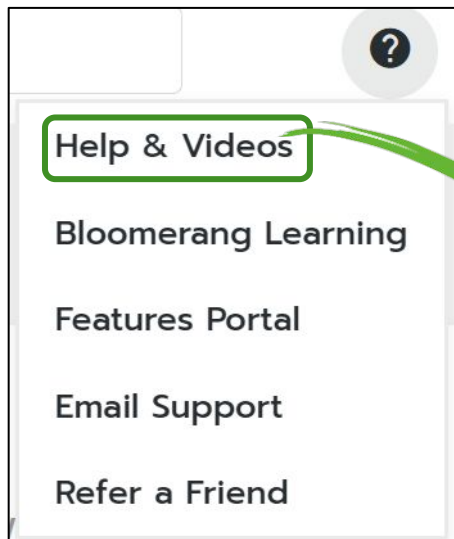 Help & Videos
Bloomerang Learning
Features Portal
Email Support
Refer a Friend